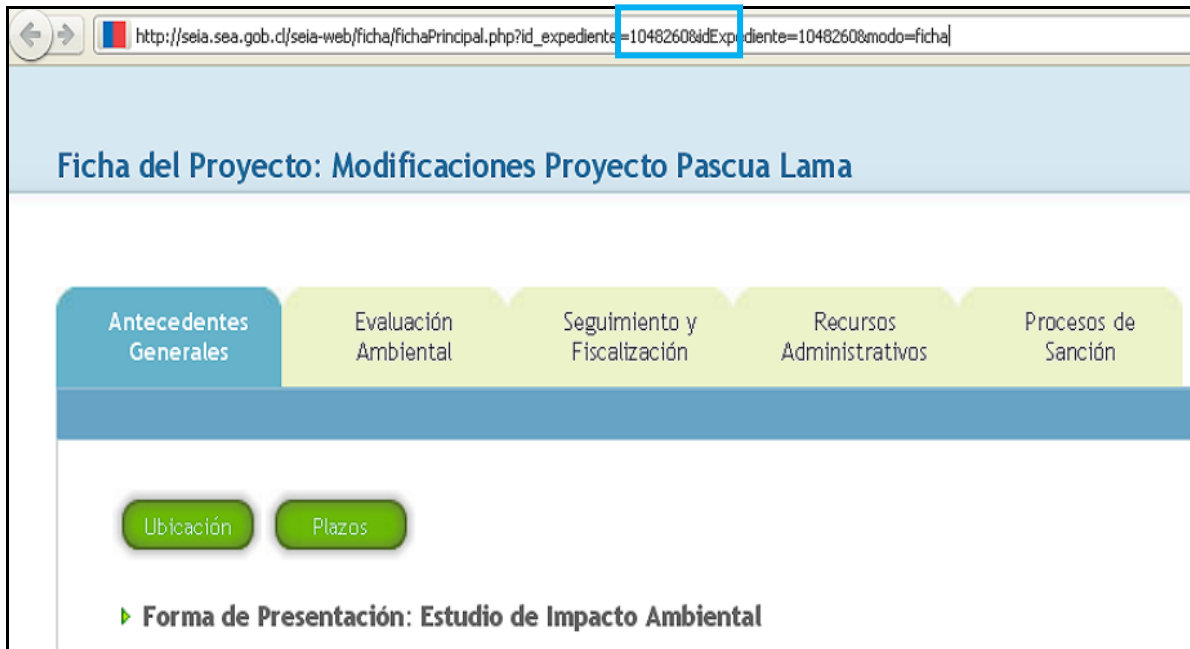 http://seia.sea.gob.cl/seia-web/ficha/fichaPrincipal.php?id_expediente=1048260&idExpediente=1048260&modo=ficha
Ficha del Proyecto: Modificaciones Proyecto Pascua Lama
Antecedentes Generales
Evaluación Ambiental
Seguimiento y Fiscalización
Recursos Administrativos
Procesos de Sanción
Ubicación
Plazos
Forma de Presentación: Estudio de Impacto Ambiental